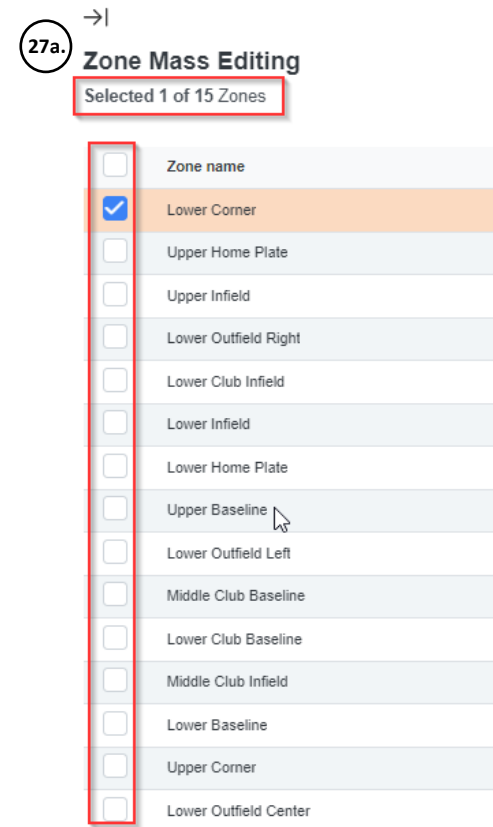 →|
27a.
Zone Mass Editing
Selected 1 of 15 Zones
Zone name
Lower Corner
Upper Home Plate
Upper Infield
Lower Outfield Right
Lower Club Infield
Lower Infield
Lower Home Plate
Upper Baseline
Lower Outfield Left
Middle Club Baseline
Lower Club Baseline
Middle Club Infield
Lower Baseline
Upper Corner
Lower Outfield Center